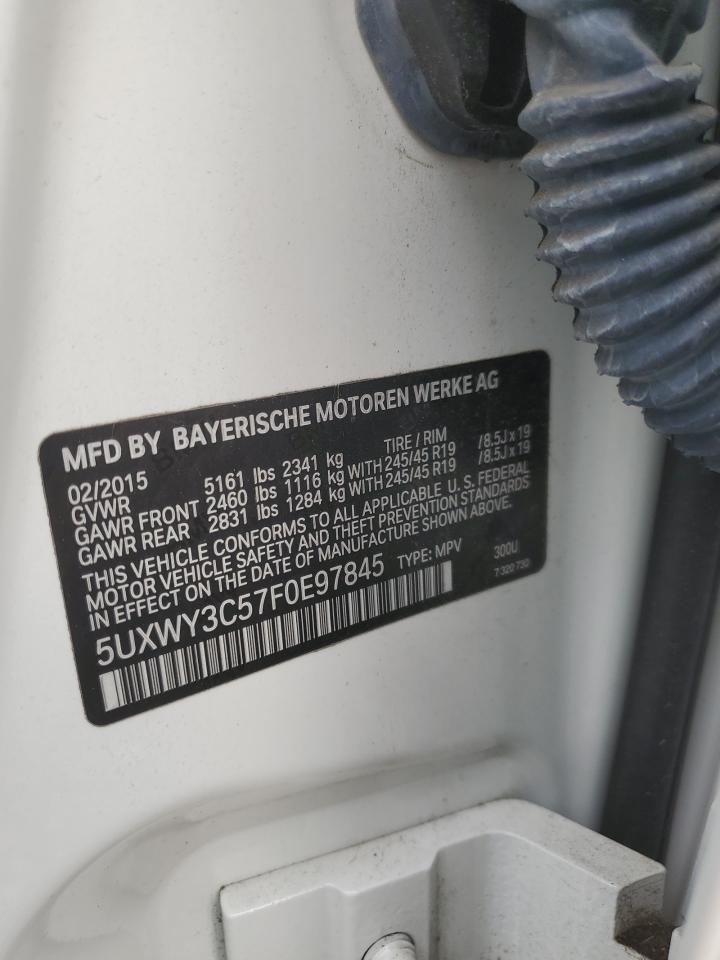 MFD BY BAYERISCHE MOTOREN WERKE AG
02/2015 TIRE / RIM
GVWR 5161 lbs 2341 kg
GAWR FRONT 2460 lbs 1116 kg WITH 245/45 R19 /8.5J x 19
GAWR REAR 2831 lbs 1284 kg WITH 245/45 R19 /8.5J x 19
THIS VEHICLE CONFORMS TO ALL APPLICABLE U.S. FEDERAL
MOTOR VEHICLE SAFETY AND THEFT PREVENTION STANDARDS
IN EFFECT ON THE DATE OF MANUFACTURE SHOWN ABOVE.
5UXWY3C57F0E97845 TYPE: MPV 300U
7 320 730